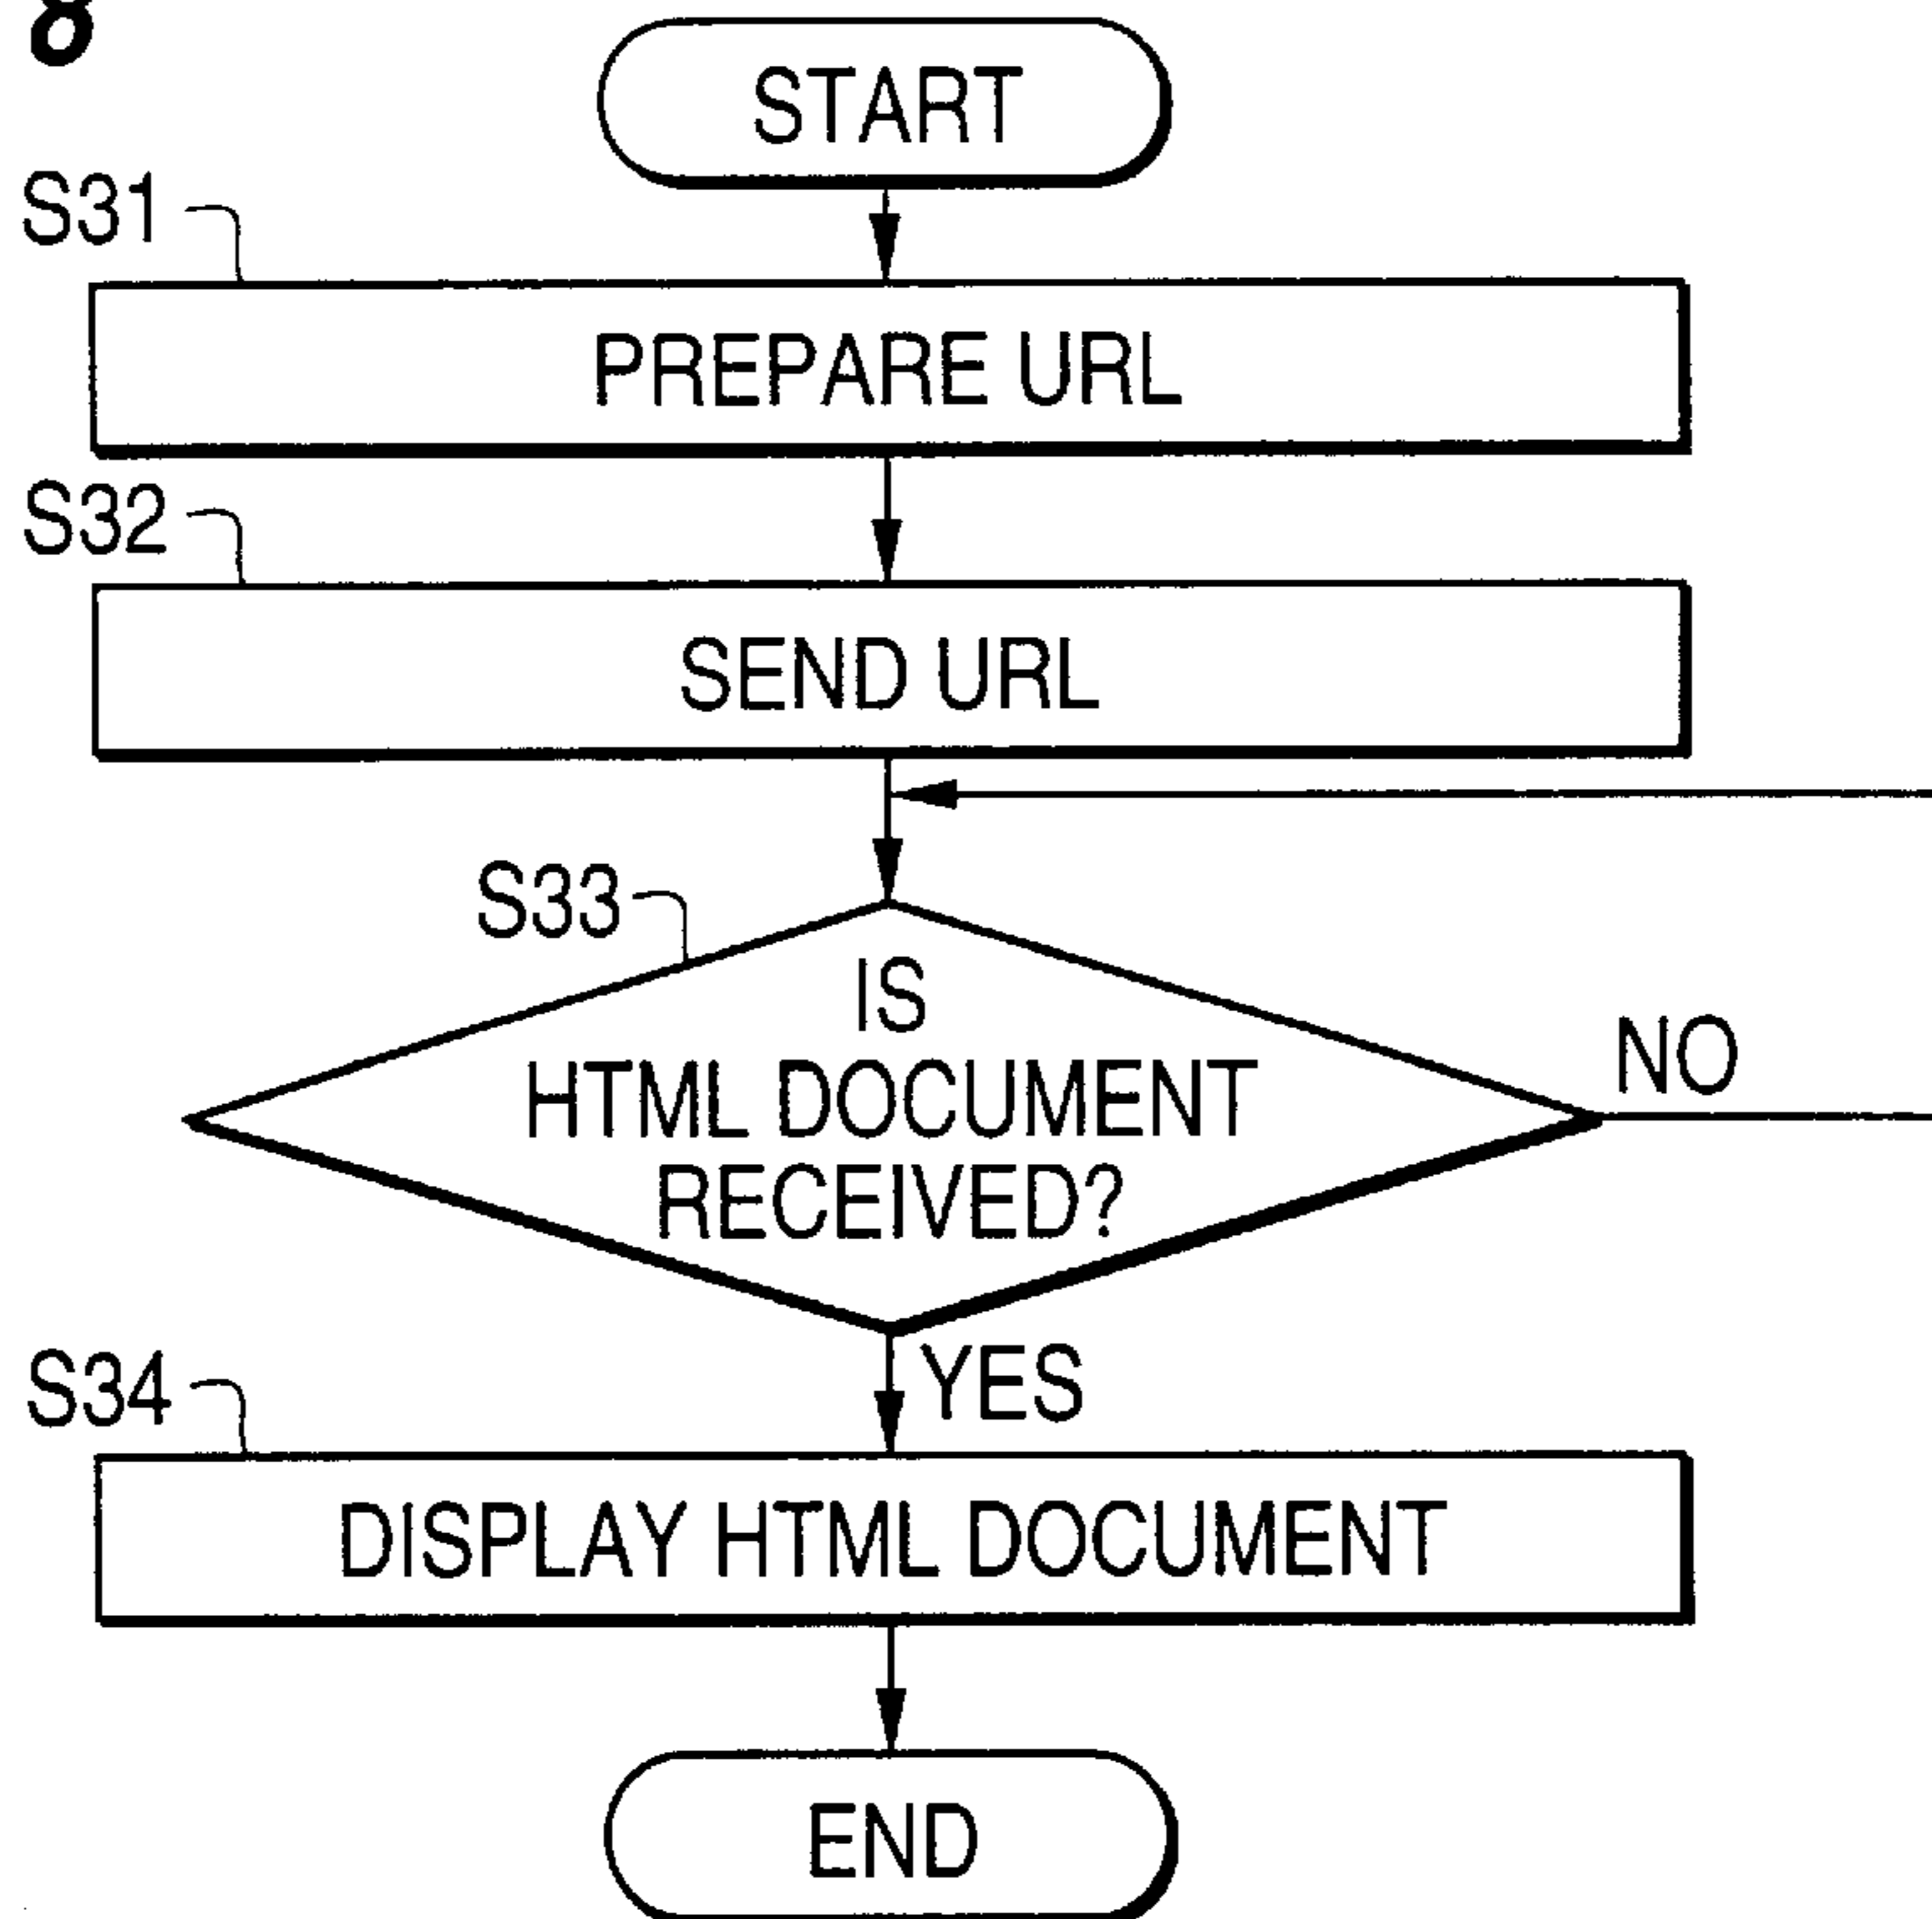 8
START
S31
PREPARE URL
S32
SEND URL
S33
IS
HTML DOCUMENT
RECEIVED?
NO
YES
S34
DISPLAY HTML DOCUMENT
END